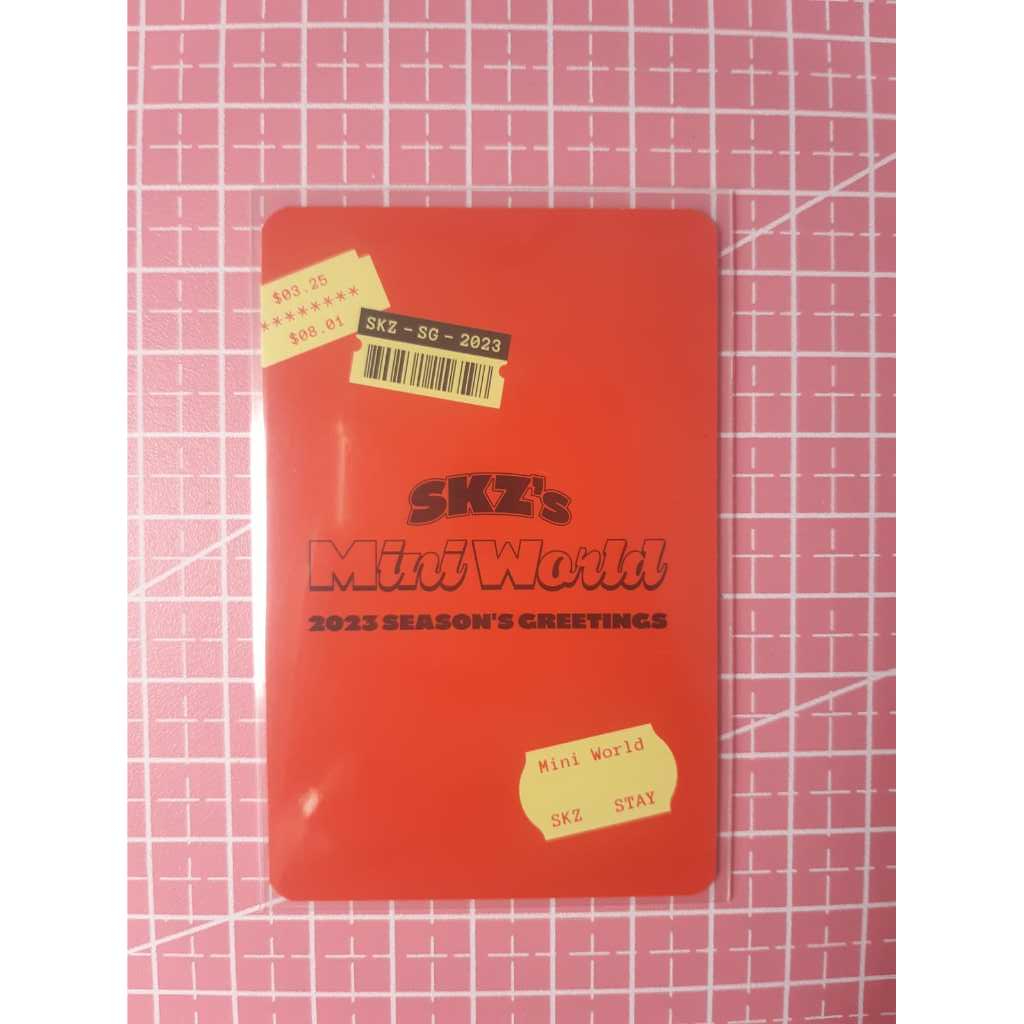 $03.25
********
$08.01
SKZ - SG - 2023
SKZ's
Mini World
2023 SEASON'S GREETINGS
Mini World
SKZ STAY